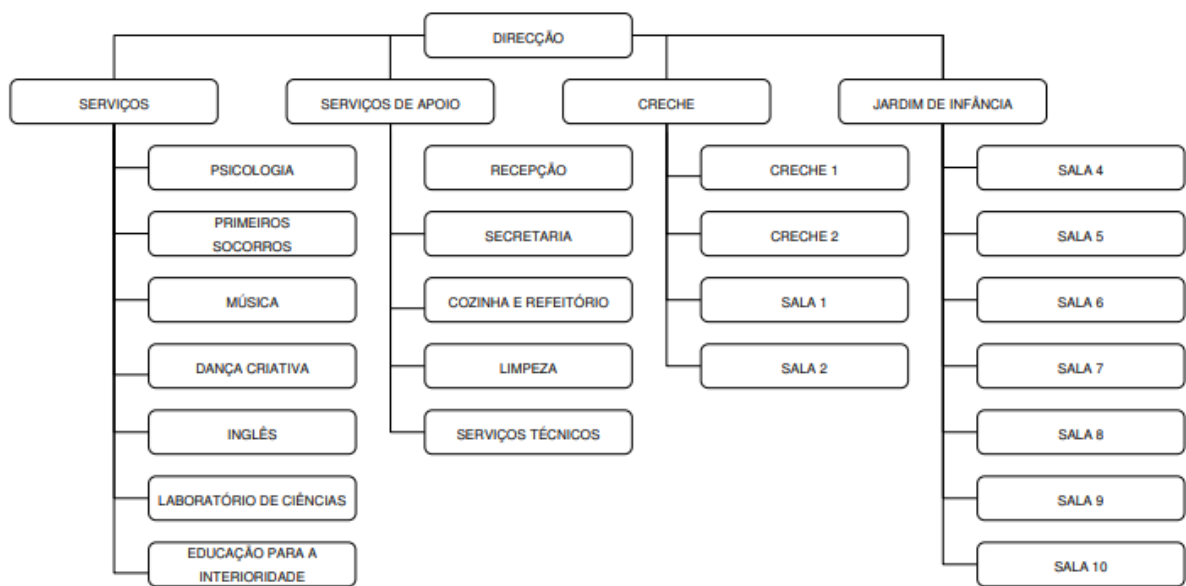 DIRECÇÃO
SERVIÇOS
SERVIÇOS DE APOIO
CRECHE
JARDIM DE INFÂNCIA
PSICOLOGIA
PRIMEIROS
SOCORROS
MÚSICA
DANÇA CRIATIVA
INGLÊS
LABORATÓRIO DE CIÊNCIAS
EDUCAÇÃO PARA A
INTERIORIDADE
RECEPÇÃO
SECRETARIA
COZINHA E REFEITÓRIO
LIMPEZA
SERVIÇOS TÉCNICOS
CRECHE 1
CRECHE 2
SALA 1
SALA 2
SALA 4
SALA 5
SALA 6
SALA 7
SALA 8
SALA 9
SALA 10